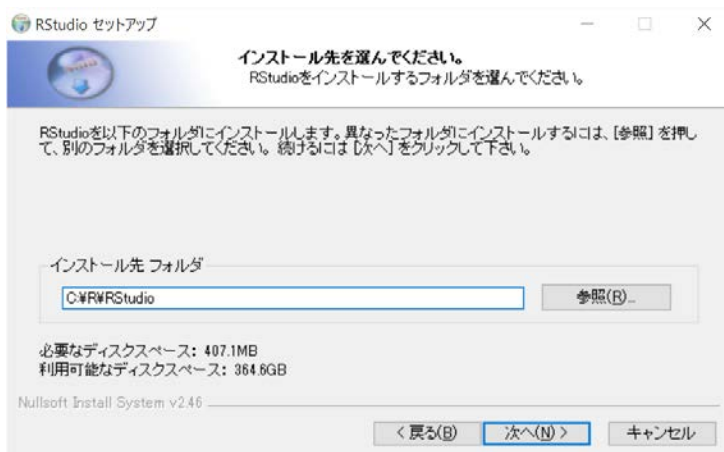 RStudio セットアップ
インストール先を選んでください。
RStudioをインストールするフォルダを選んでください。
RStudioを以下のフォルダにインストールします。異なったフォルダにインストールするには、[参照] を押し
て、別のフォルダを選択してください。続けるには [次へ] をクリックして下さい。
インストール先 フォルダ
C:¥R¥RStudio
参照(R)...
必要なディスクスペース: 407.1MB
利用可能なディスクスペース: 364.6GB
Nullsoft Install System v2.46
< 戻る(B)
次へ(N) >
キャンセル